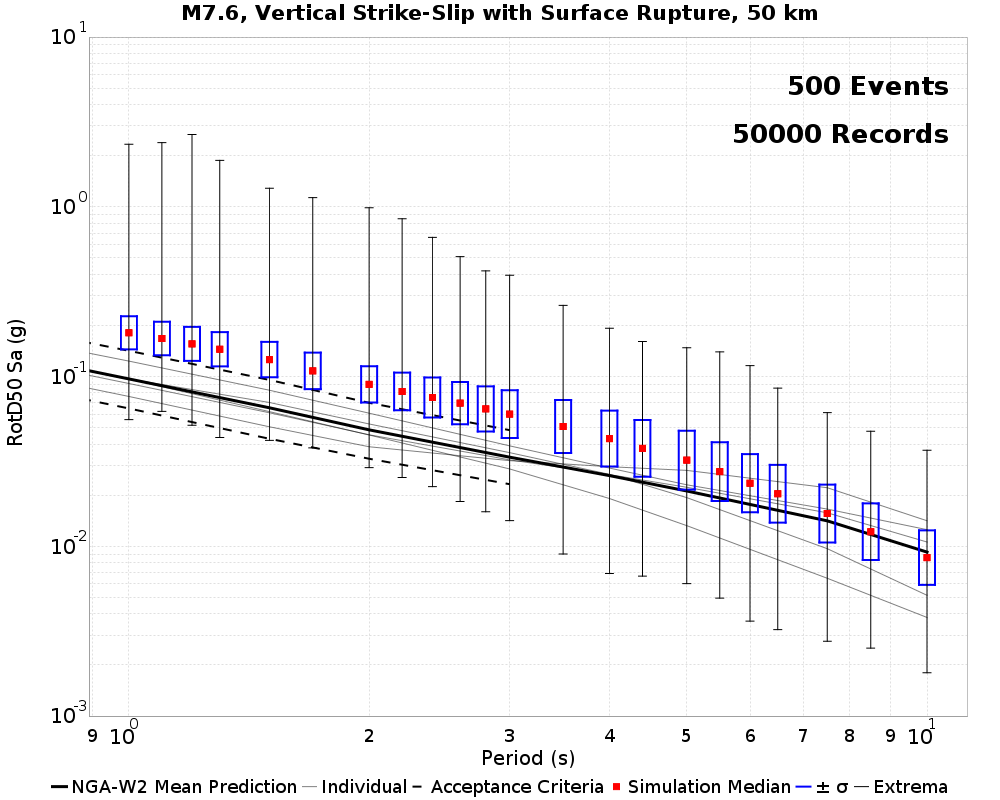 M7.6, Vertical Strike-Slip with Surface Rupture, 50 km
500 Events
50000 Records
RotD50 Sa (g)
10^1
10^0
10^-1
10^-2
10^-3
9 10^0 2 3 4 5 6 7 8 9 10^1
Period (s)
NGA-W2 Mean Prediction Individual Acceptance Criteria Simulation Median ± σ Extrema